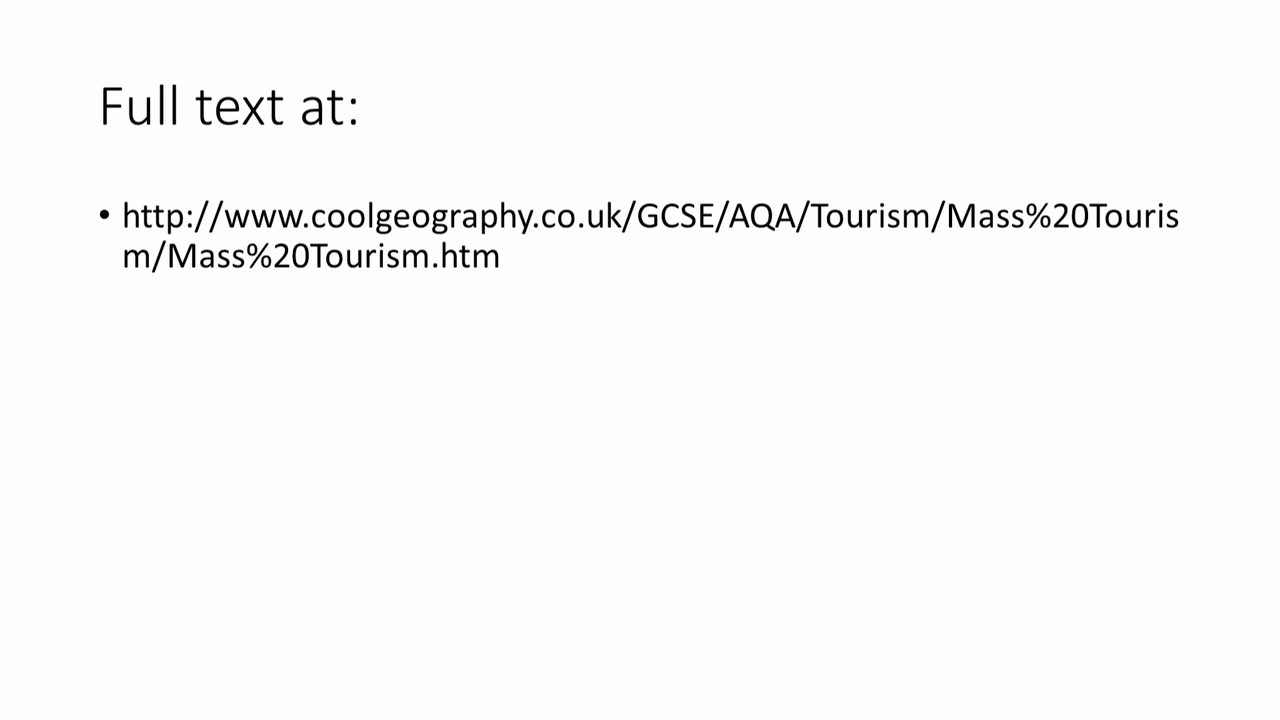 Full text at:
• http://www.coolgeography.co.uk/GCSE/AQA/Tourism/Mass%20Touris
m/Mass%20Tourism.htm